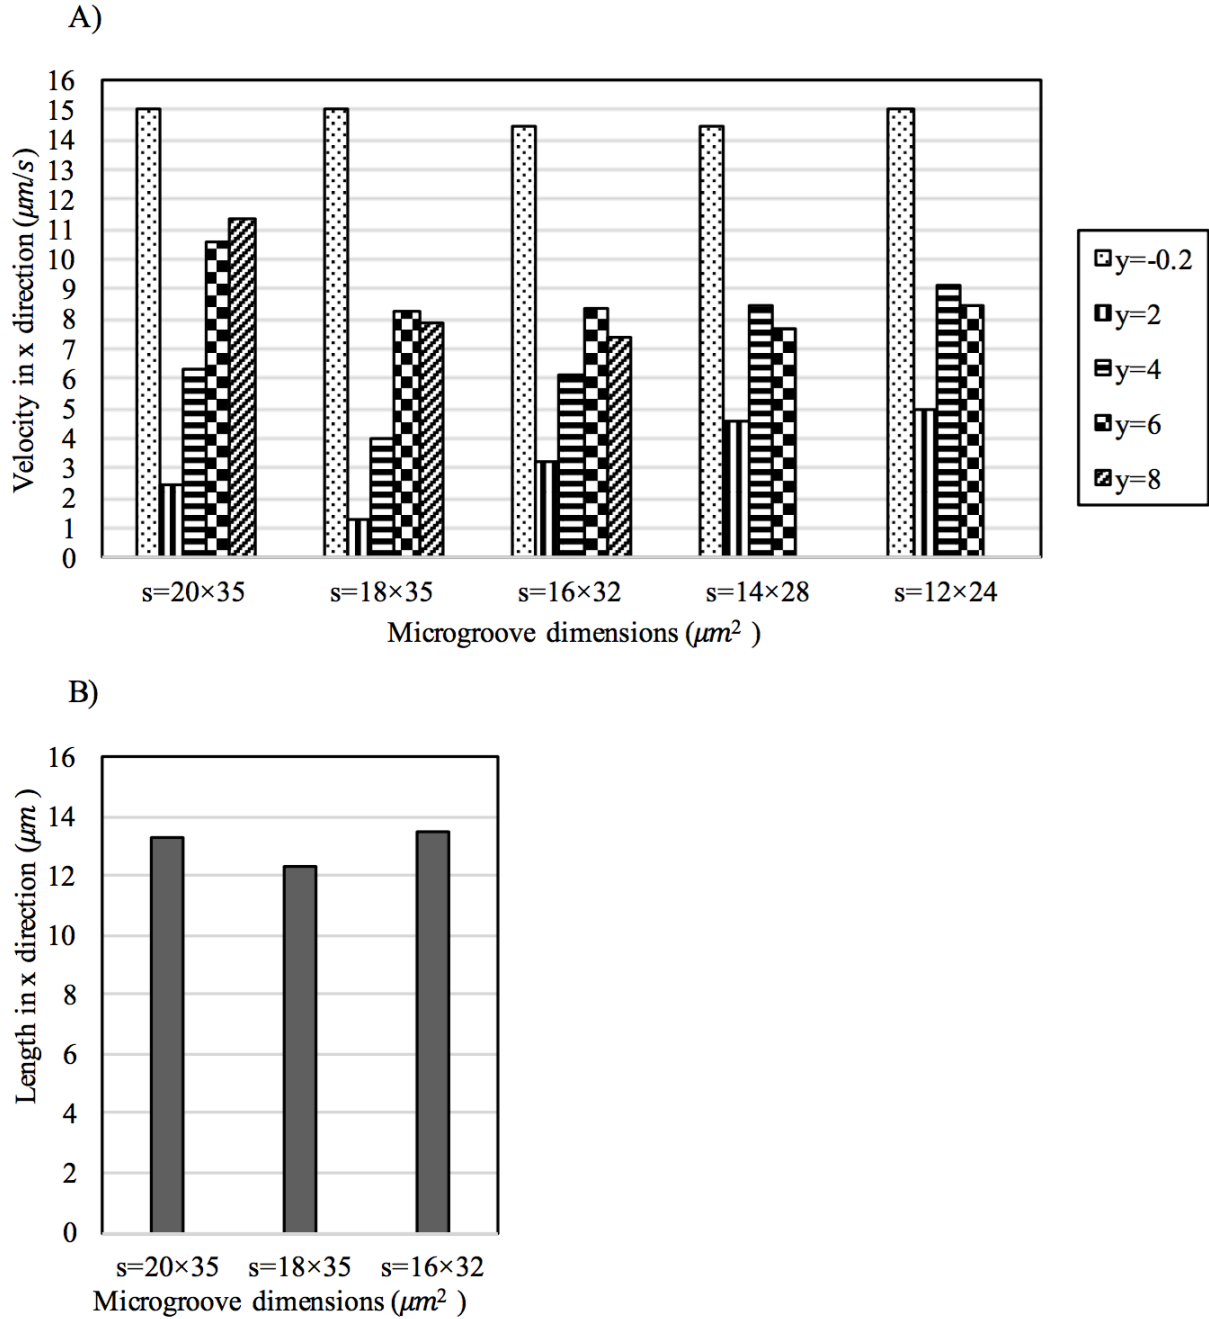 A)
Velocity in x direction (μm/s)
16
15
14
13
12
11
10
9
8
7
6
5
4
3
2
1
0
s=20×35 s=18×35 s=16×32 s=14×28 s=12×24
Microgroove dimensions (μm² )
y=-0.2
y=2
y=4
y=6
y=8
B)
Length in x direction (μm )
16
14
12
10
8
6
4
2
0
s=20×35 s=18×35 s=16×32
Microgroove dimensions (μm² )